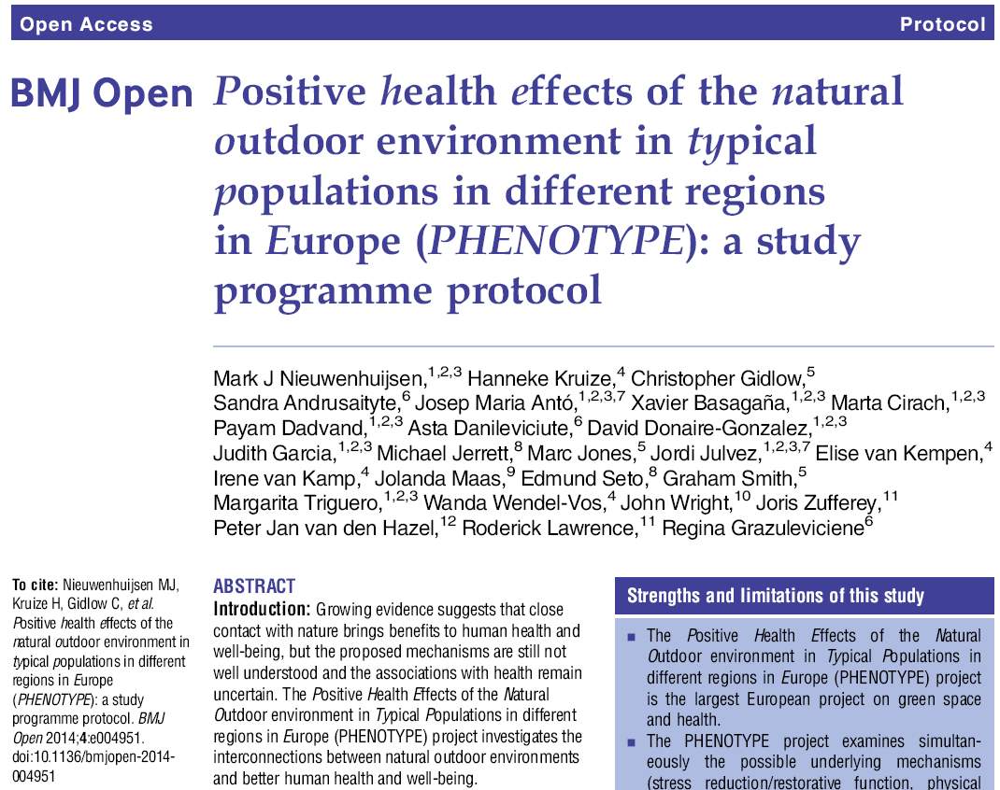 Open Access
Protocol
BMJ Open
Positive health effects of the natural
outdoor environment in typical
populations in different regions
in Europe (PHENOTYPE): a study
programme protocol
Mark J Nieuwenhuijsen,1,2,3 Hanneke Kruize,4 Christopher Gidlow,5
Sandra Andrusaityte,6 Josep Maria Antó,1,2,3,7 Xavier Basagaña,1,2,3 Marta Cirach,1,2,3
Payam Dadvand,1,2,3 Asta Danileviciute,6 David Donaire-Gonzalez,1,2,3
Judith Garcia,1,2,3 Michael Jerrett,8 Marc Jones,5 Jordi Julvez,1,2,3,7 Elise van Kempen,4
Irene van Kamp,4 Jolanda Maas,9 Edmund Seto,8 Graham Smith,5
Margarita Triguero,1,2,3 Wanda Wendel-Vos,4 John Wright,10 Joris Zufferey,11
Peter Jan van den Hazel,12 Roderick Lawrence,11 Regina Grazuleviciene6
To cite: Nieuwenhuijsen MJ,
Kruize H, Gidlow C, et al.
Positive health effects of the
natural outdoor environment in
typical populations in different
regions in Europe
(PHENOTYPE): a study
programme protocol. BMJ
Open 2014;4:e004951.
doi:10.1136/bmjopen-2014-
004951
ABSTRACT
Introduction: Growing evidence suggests that close
contact with nature brings benefits to human health and
well-being, but the proposed mechanisms are still not
well understood and the associations with health remain
uncertain. The Positive Health Effects of the Natural
Outdoor environment in Typical Populations in different
regions in Europe (PHENOTYPE) project investigates the
interconnections between natural outdoor environments
and better human health and well-being.
Strengths and limitations of this study
▪ The Positive Health Effects of the Natural
Outdoor environment in Typical Populations in
different regions in Europe (PHENOTYPE) project
is the largest European project on green space
and health.
▪ The PHENOTYPE project examines simultan-
eously the possible underlying mechanisms
(stress reduction/restorative function, physical